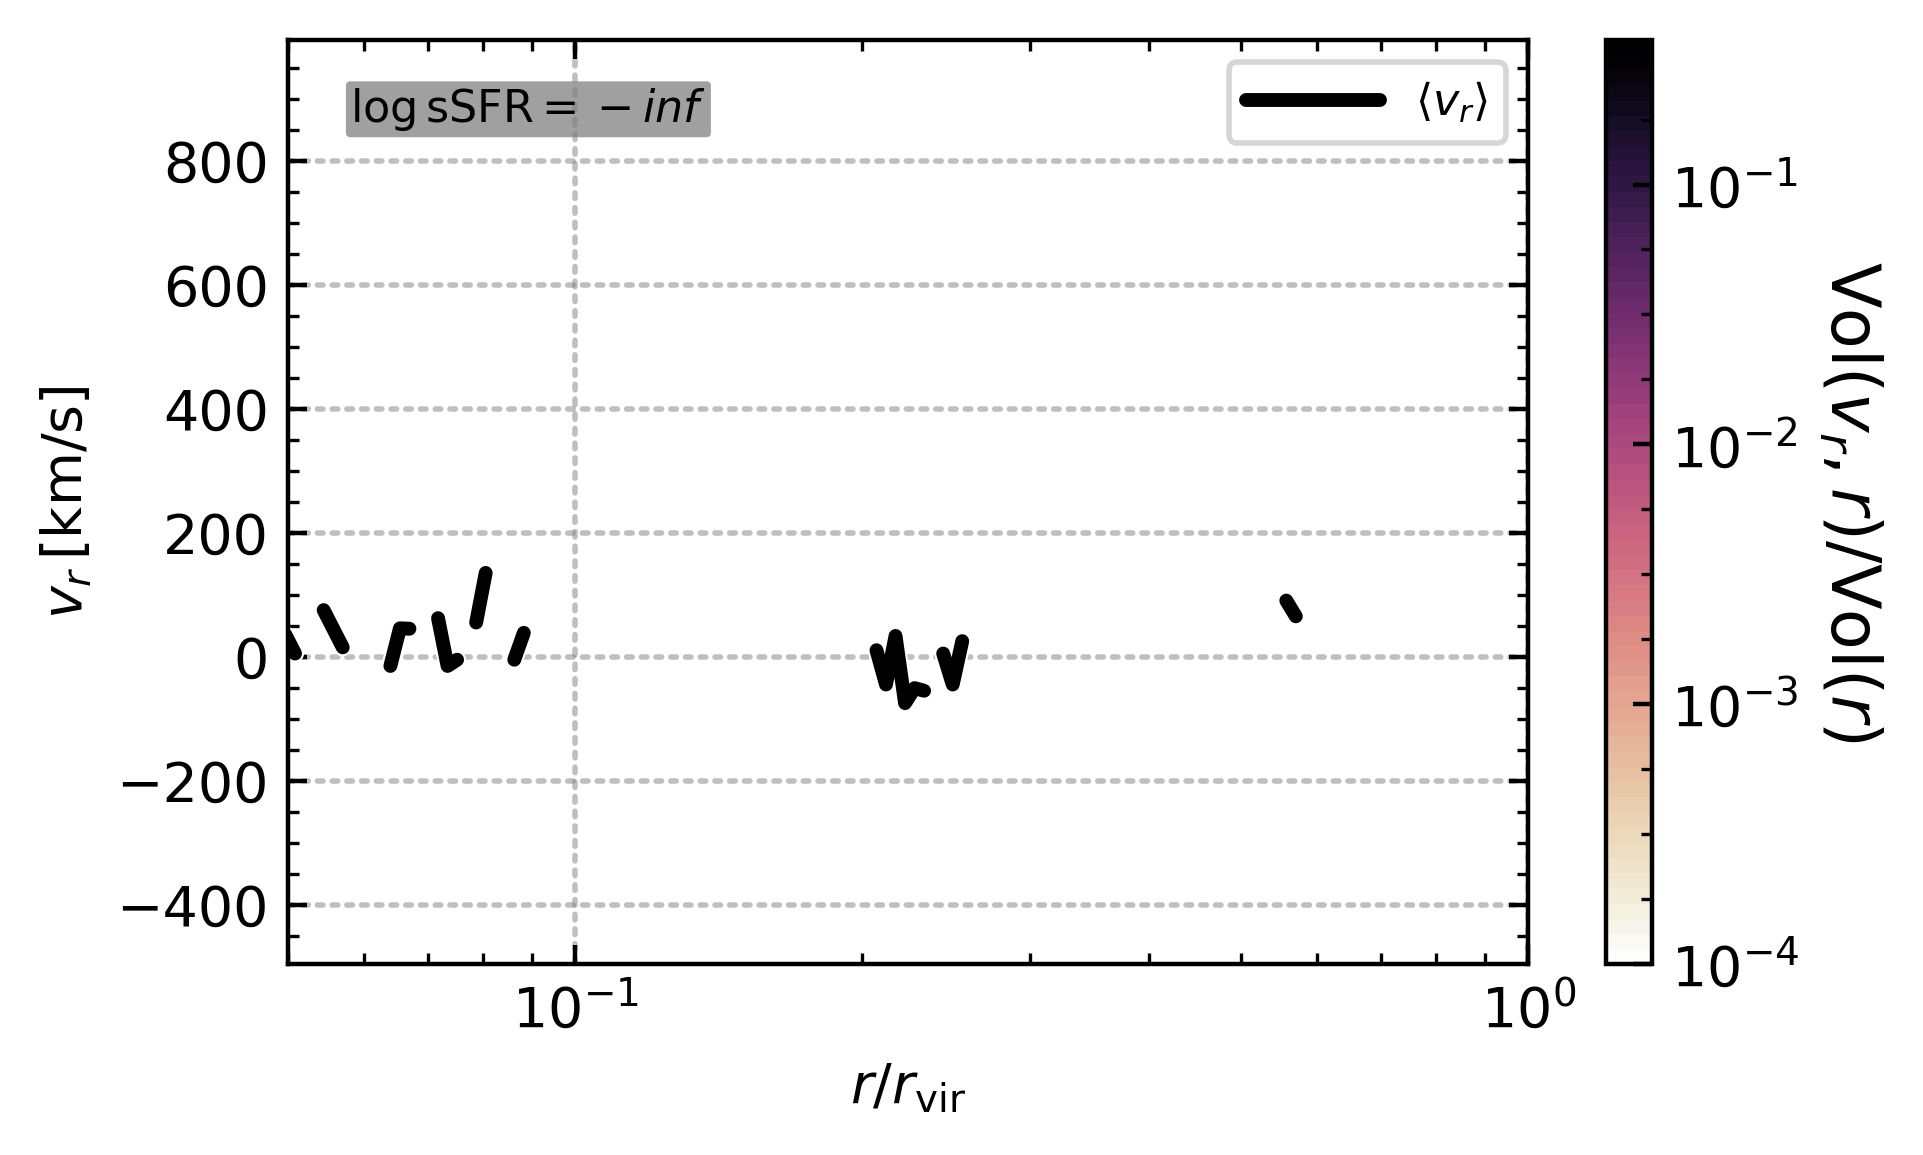 log sSFR = −inf
⟨v_r⟩
800
600
400
200
0
−200
−400
v_r [km/s]
10^−1
10^0
r/r_vir
10^−1
10^−2
10^−3
10^−4
Vol(v_r, r)/Vol(r)